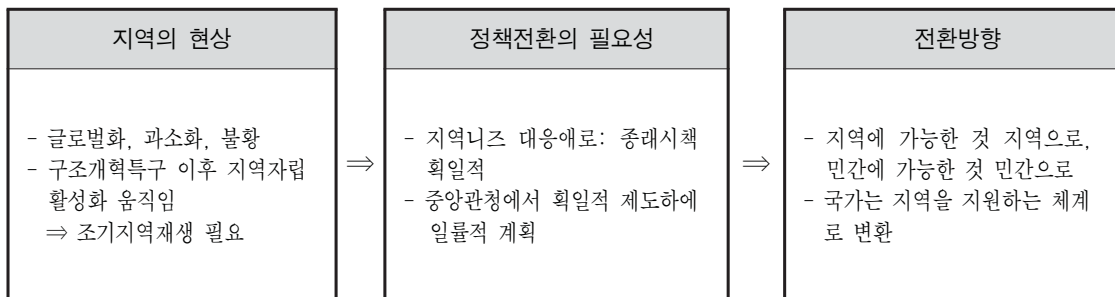 지역의 현상
- 글로벌화, 과소화, 불황
- 구조개혁특구 이후 지역자립
활성화 움직임
⇒ 조기지역재생 필요
⇒
정책전환의 필요성
- 지역니즈 대응애로: 종래시책
획일적
- 중앙관청에서 획일적 제도하에
일률적 계획
⇒
전환방향
- 지역에 가능한 것 지역으로,
민간에 가능한 것 민간으로
- 국가는 지역을 지원하는 체계
로 변환